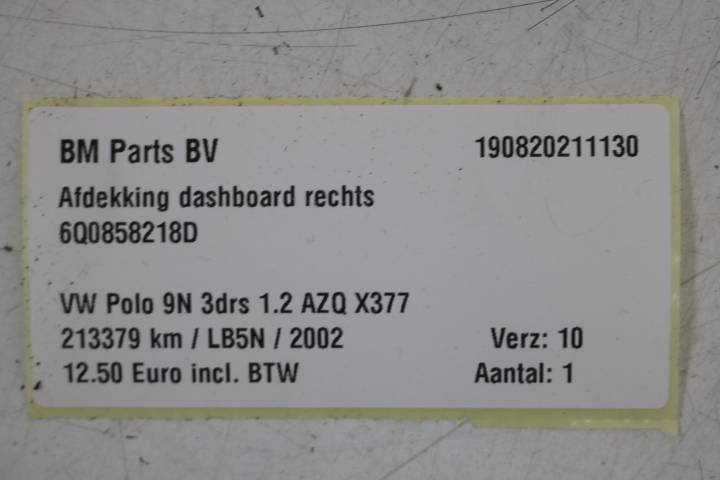 BM Parts BV 190820211130
Afdekking dashboard rechts
6Q0858218D
VW Polo 9N 3drs 1.2 AZQ X377
213379 km / LB5N / 2002 Verz: 10
12.50 Euro incl. BTW Aantal: 1